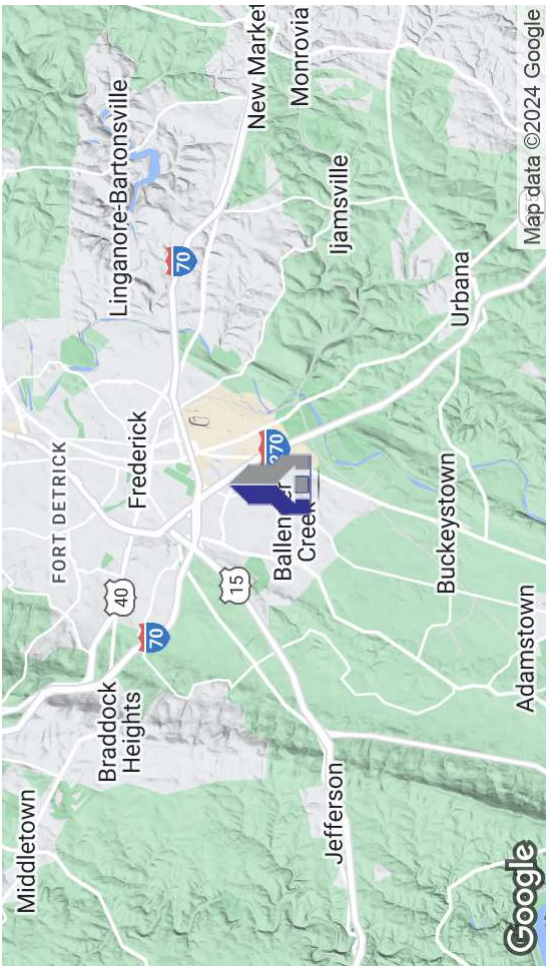 Middletown
FORT DETRICK
Braddock
Heights
40
Linganore-Bartonsville
Frederick
70
70
15
New Market
270
Ballenger
Creek
Monrovia
Jefferson
Ijamsville
Buckeystown
Urbana
Adamstown
Google
Map data ©2024 Google